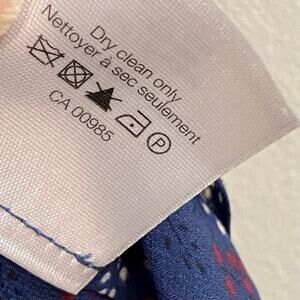 Dry clean only
Nettoyer à sec seulement
P
CA 00985